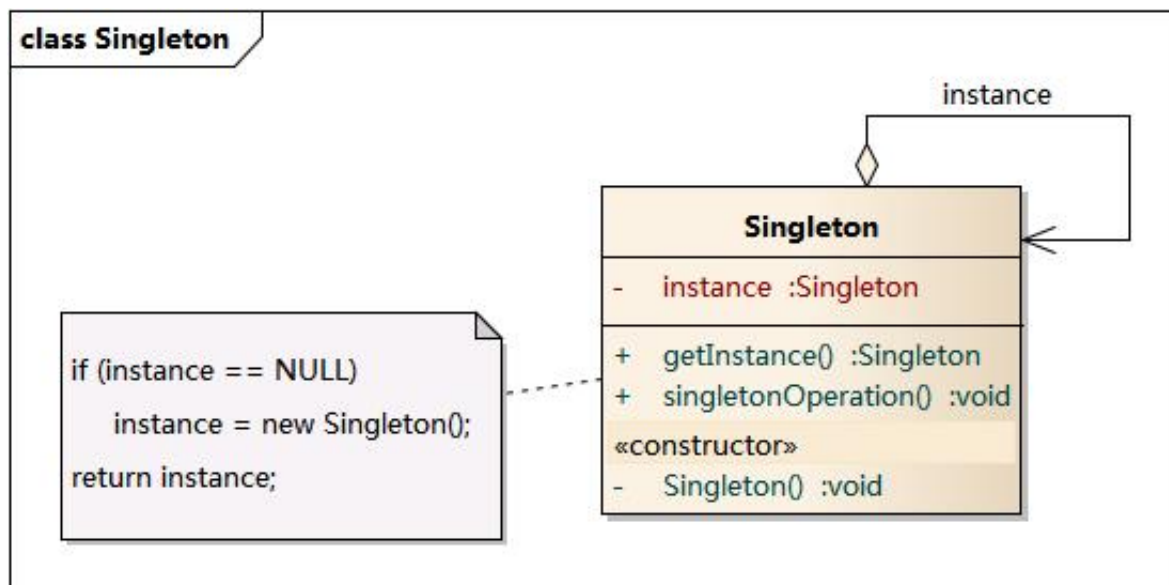 class Singleton
instance
Singleton
- instance :Singleton
+ getInstance() :Singleton
+ singletonOperation() :void
«constructor»
- Singleton() :void
if (instance == NULL)
instance = new Singleton();
return instance;